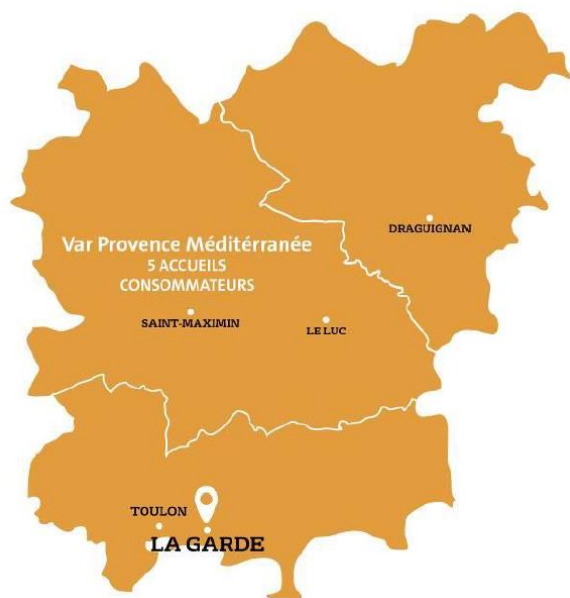 DRAGUIGNAN
Var Provence Méditérranée
5 ACCUEILS
CONSOMMATEURS
SAINT-MAXIMIN
LE LUC
TOULON
LA GARDE